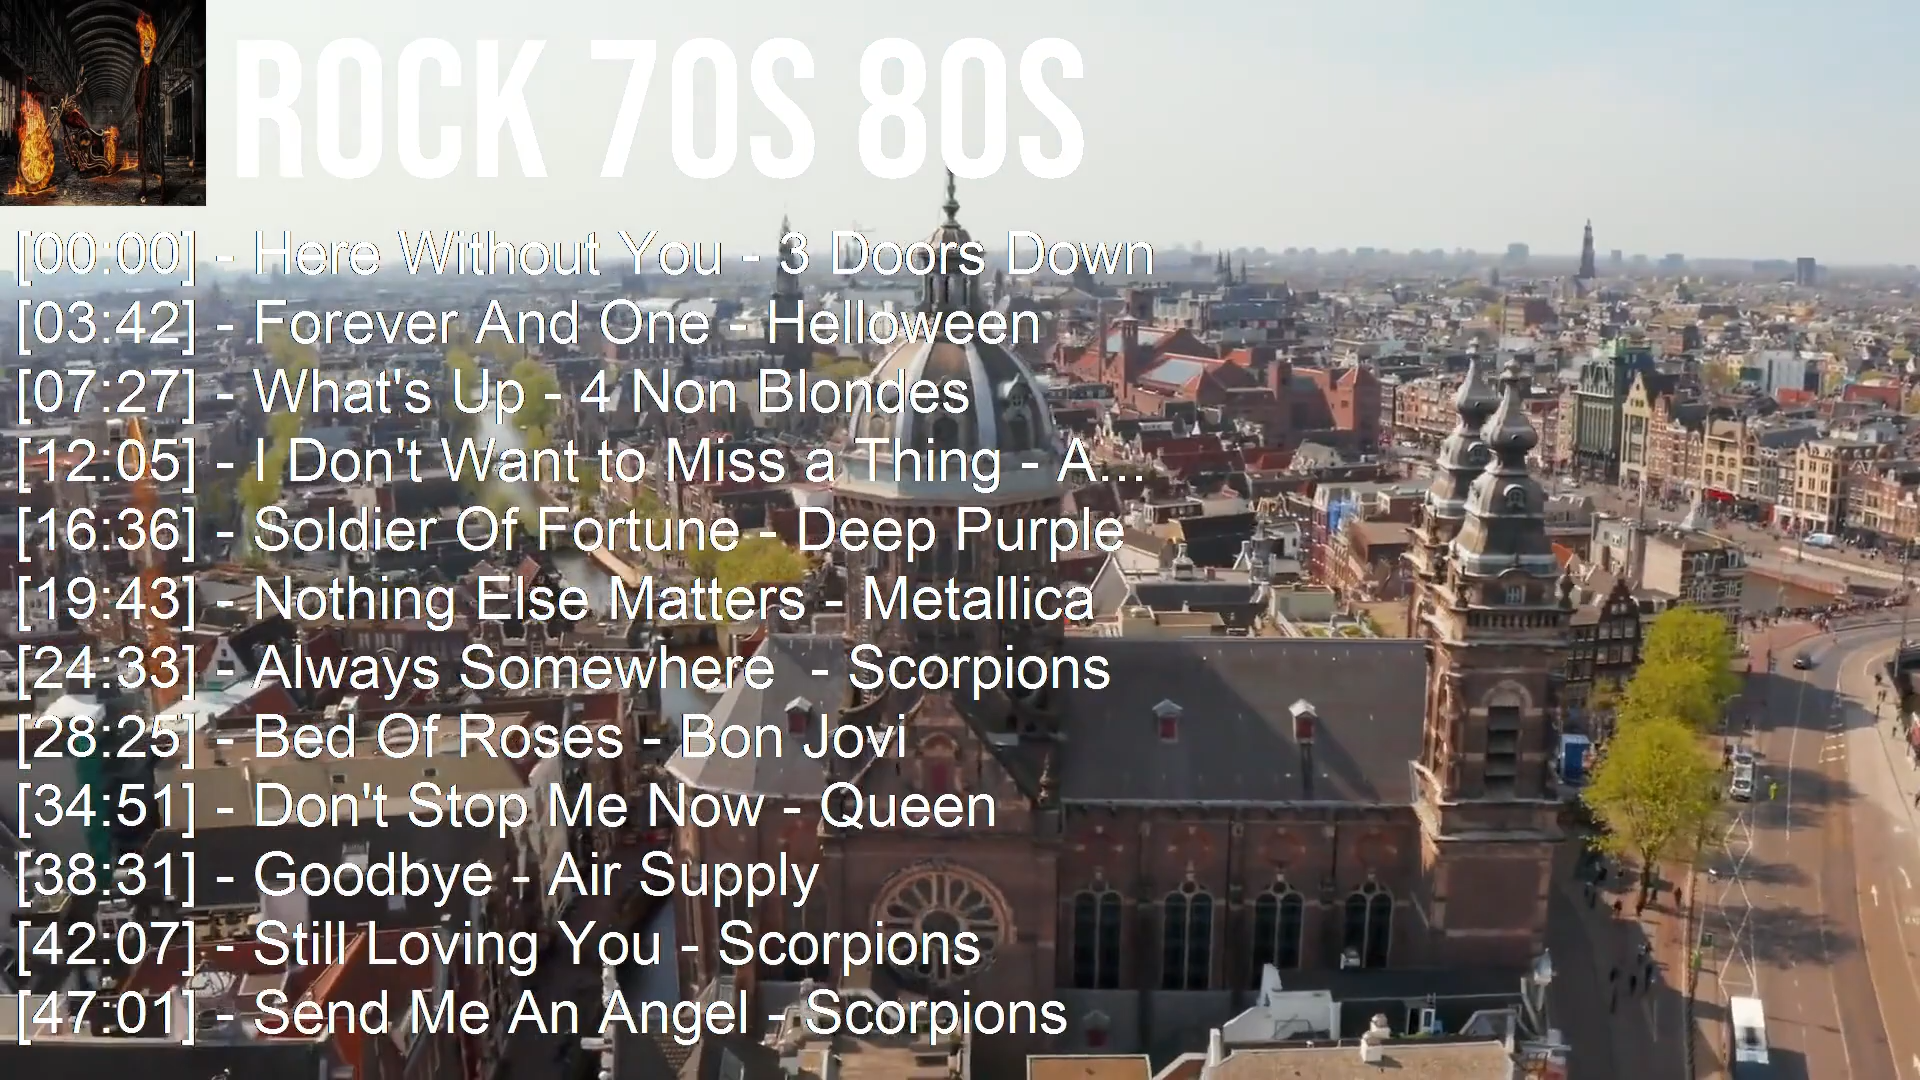 ROCK 70S 80S
[00:00] - Here Without You - 3 Doors Down
[03:42] - Forever And One - Helloween
[07:27] - What's Up - 4 Non Blondes
[12:05] - I Don't Want to Miss a Thing - A...
[16:36] - Soldier Of Fortune - Deep Purple
[19:43] - Nothing Else Matters - Metallica
[24:33] - Always Somewhere  - Scorpions
[28:25] - Bed Of Roses - Bon Jovi
[34:51] - Don't Stop Me Now - Queen
[38:31] - Goodbye - Air Supply
[42:07] - Still Loving You - Scorpions
[47:01] - Send Me An Angel - Scorpions